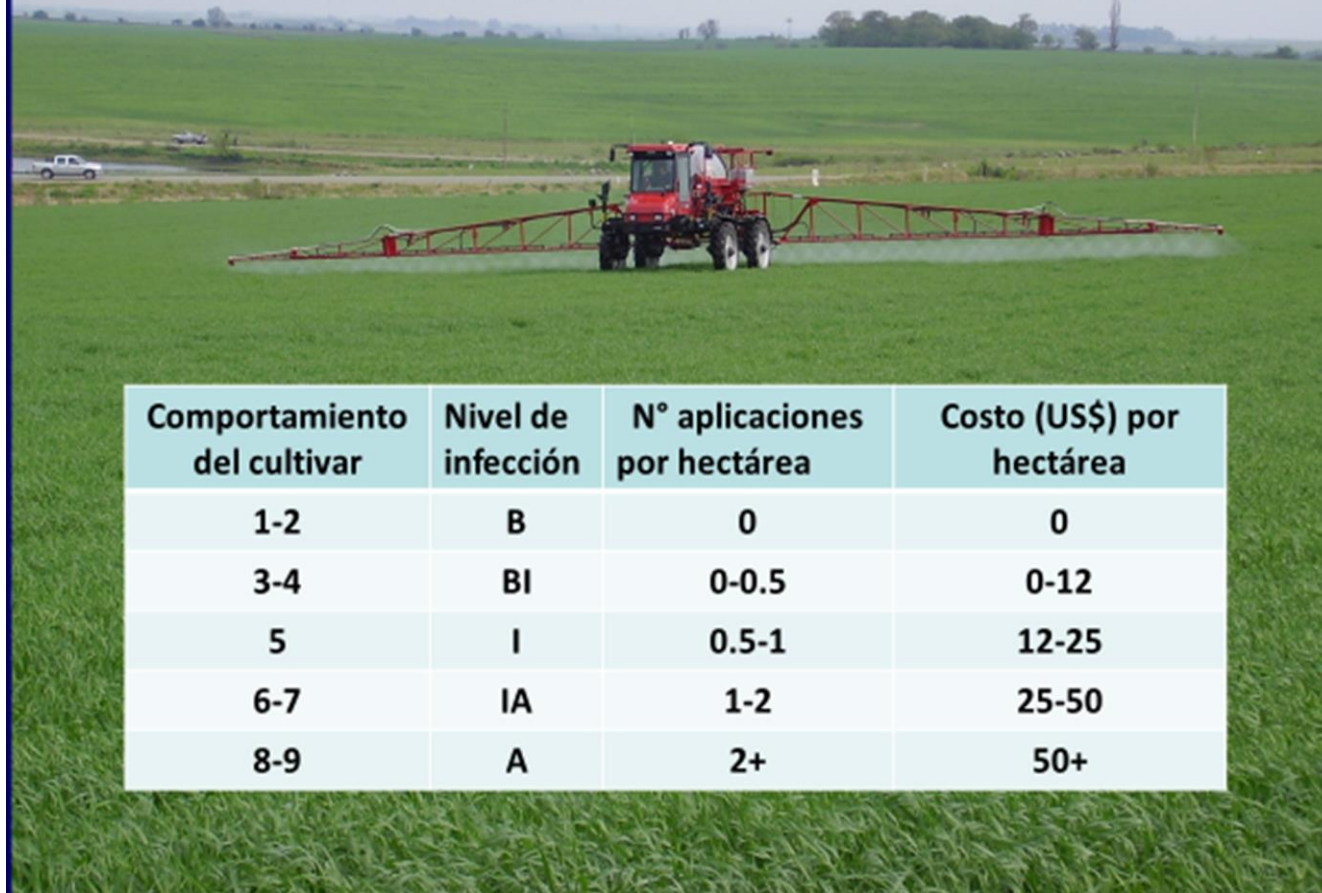 Comportamiento del cultivar Nivel de infección N° aplicaciones por hectárea Costo (US$) por hectárea
1-2 B 0 0
3-4 BI 0-0.5 0-12
5 I 0.5-1 12-25
6-7 IA 1-2 25-50
8-9 A 2+ 50+